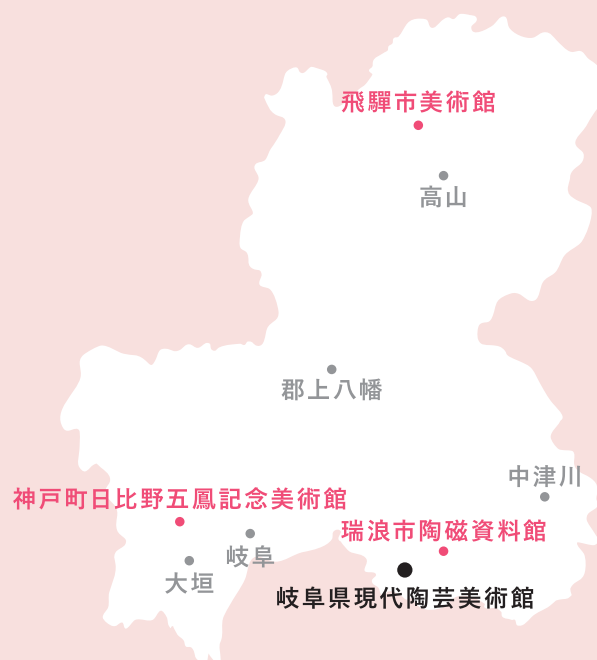 飛驒市美術館
高山
郡上八幡
中津川
神戸町日比野五鳳記念美術館
瑞浪市陶磁資料館
岐阜
大垣
岐阜県現代陶芸美術館